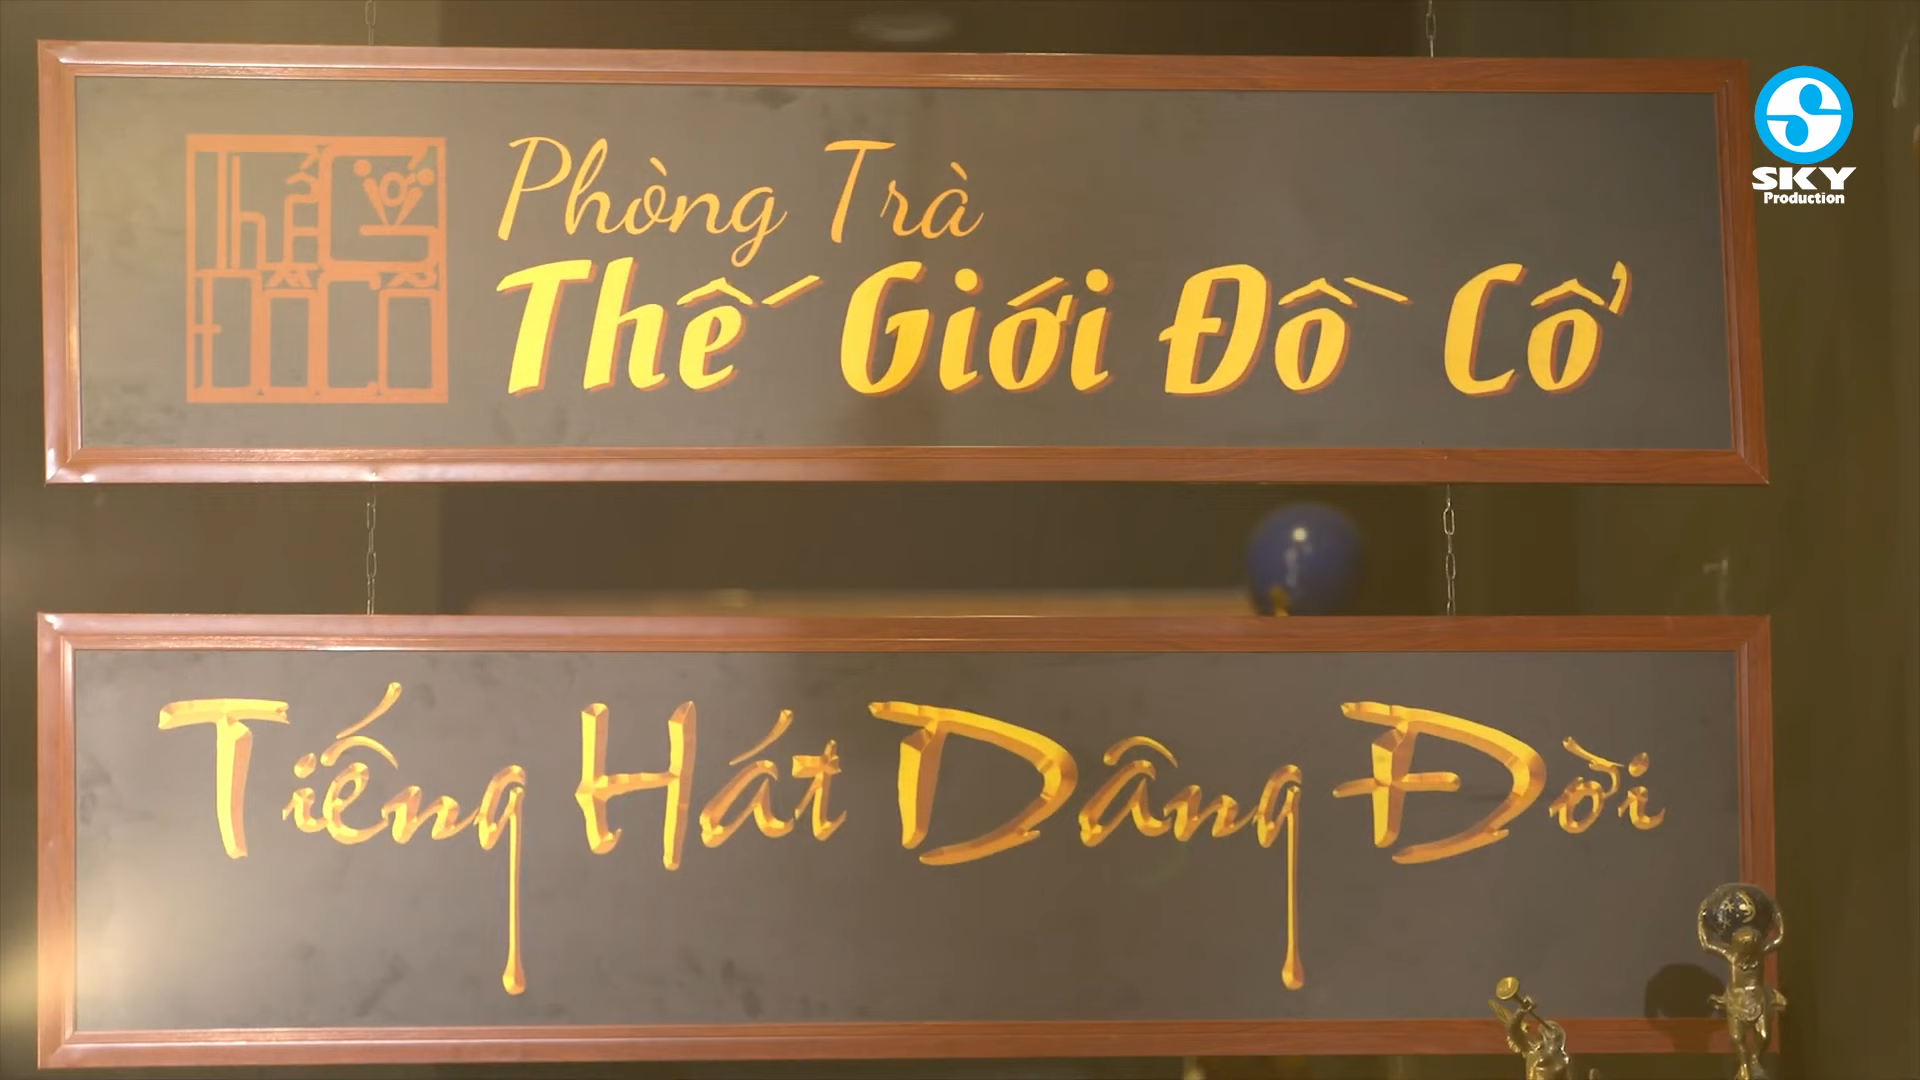 Phòng Trà
Thế Giới Đồ Cổ
SKY
Production
Tiếng Hát Dâng Đời